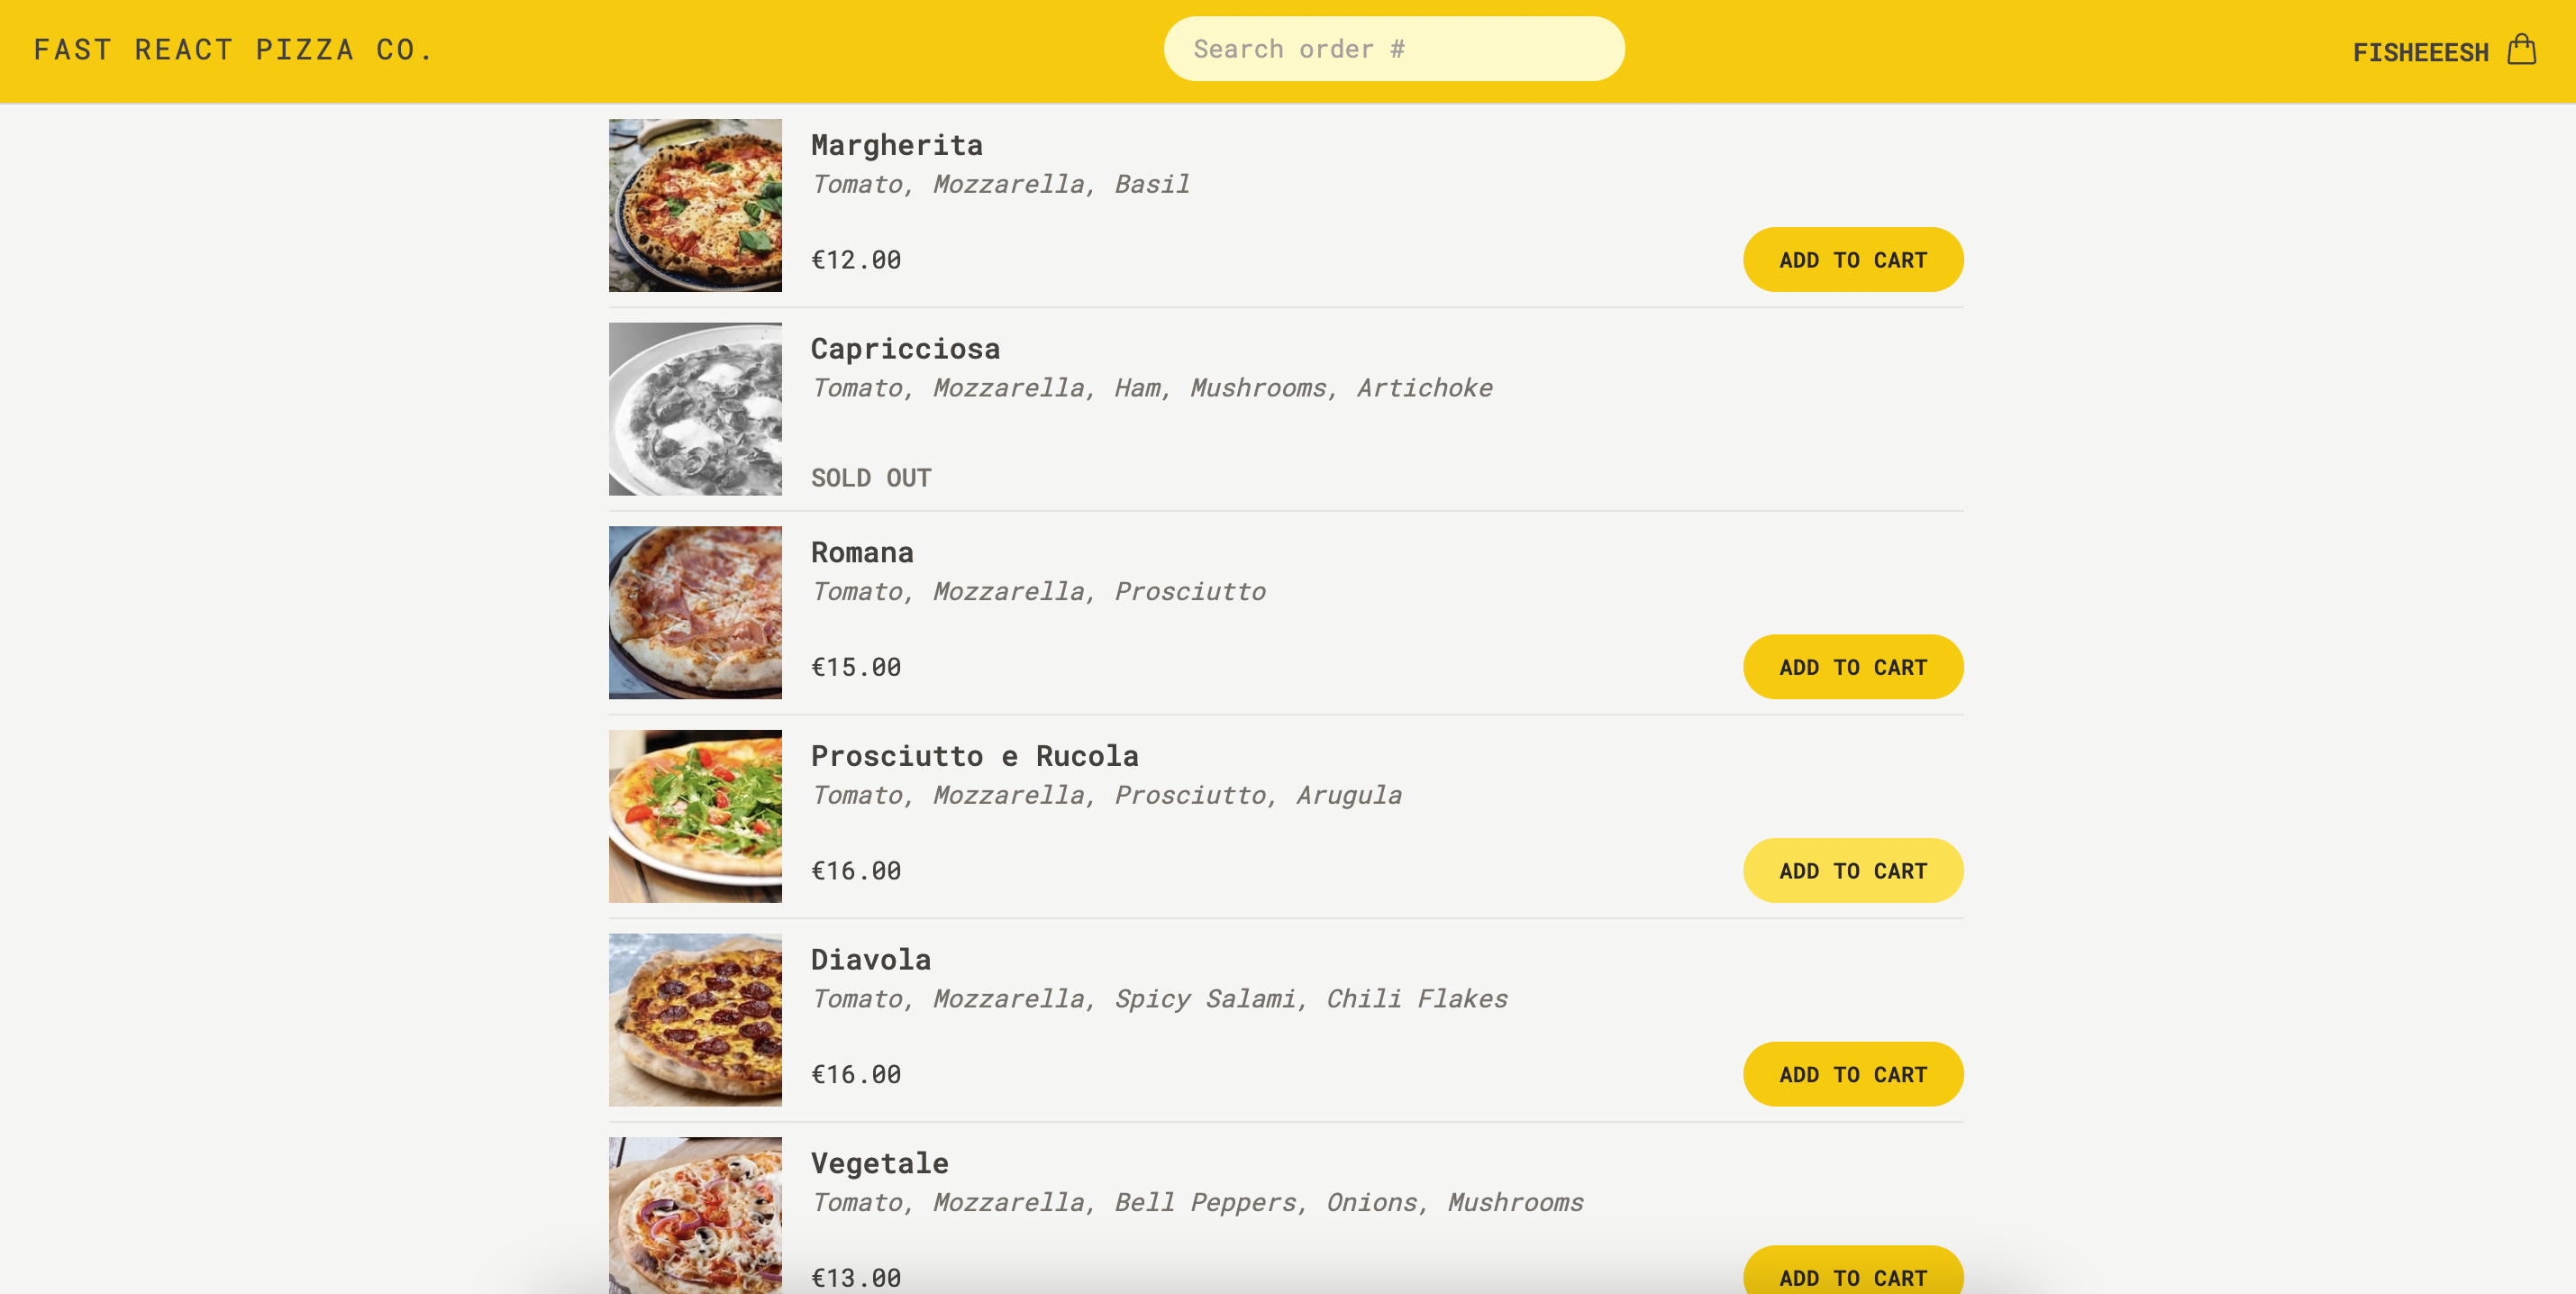 FAST REACT PIZZA CO.
Search order #
FISHEEESH
Margherita
Tomato, Mozzarella, Basil
€12.00
ADD TO CART
Capricciosa
Tomato, Mozzarella, Ham, Mushrooms, Artichoke
SOLD OUT
Romana
Tomato, Mozzarella, Prosciutto
€15.00
ADD TO CART
Prosciutto e Rucola
Tomato, Mozzarella, Prosciutto, Arugula
€16.00
ADD TO CART
Diavola
Tomato, Mozzarella, Spicy Salami, Chili Flakes
€16.00
ADD TO CART
Vegetale
Tomato, Mozzarella, Bell Peppers, Onions, Mushrooms
€13.00
ADD TO CART